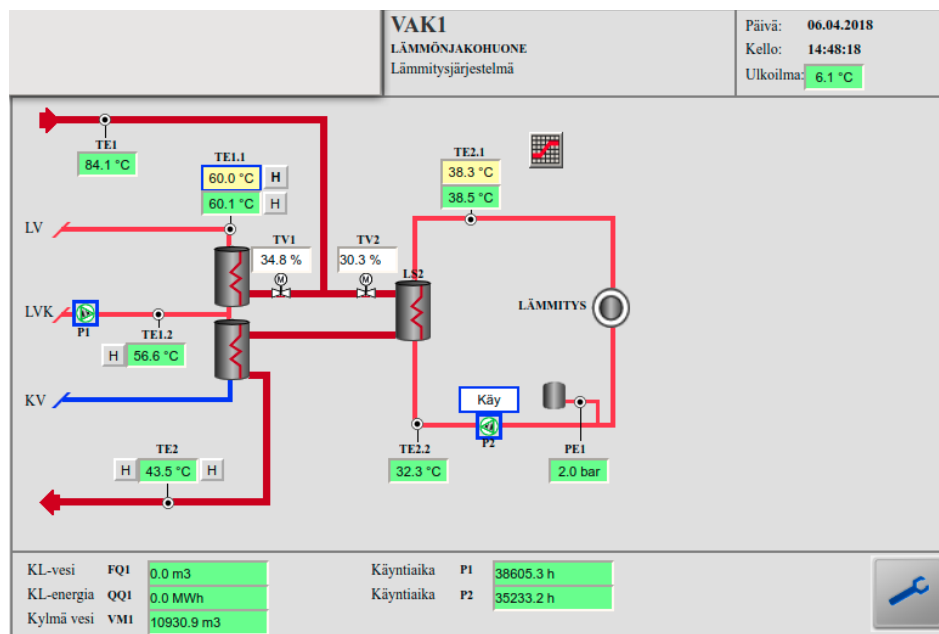 VAK1
LÄMMÖNJAKOHUONE
Lämmitysjärjestelmä
Päivä: 06.04.2018
Kello: 14:48:18
Ulkoilma: 6.1 °C
TE1
84.1 °C
TE1.1
60.0 °C H
60.1 °C H
TE2.1
38.3 °C
38.5 °C
LV
TV1
34.8 %
M
TV2
30.3 %
M
LS2
LÄMMITYS
LVK
P1
TE1.2
H 56.6 °C
KV
Käy
P2
TE2
H 43.5 °C H
TE2.2
32.3 °C
PE1
2.0 bar
KL-vesi FQ1 0.0 m3
KL-energia QQ1 0.0 MWh
Kylmä vesi VM1 10930.9 m3
Käyntiaika P1 38605.3 h
Käyntiaika P2 35233.2 h